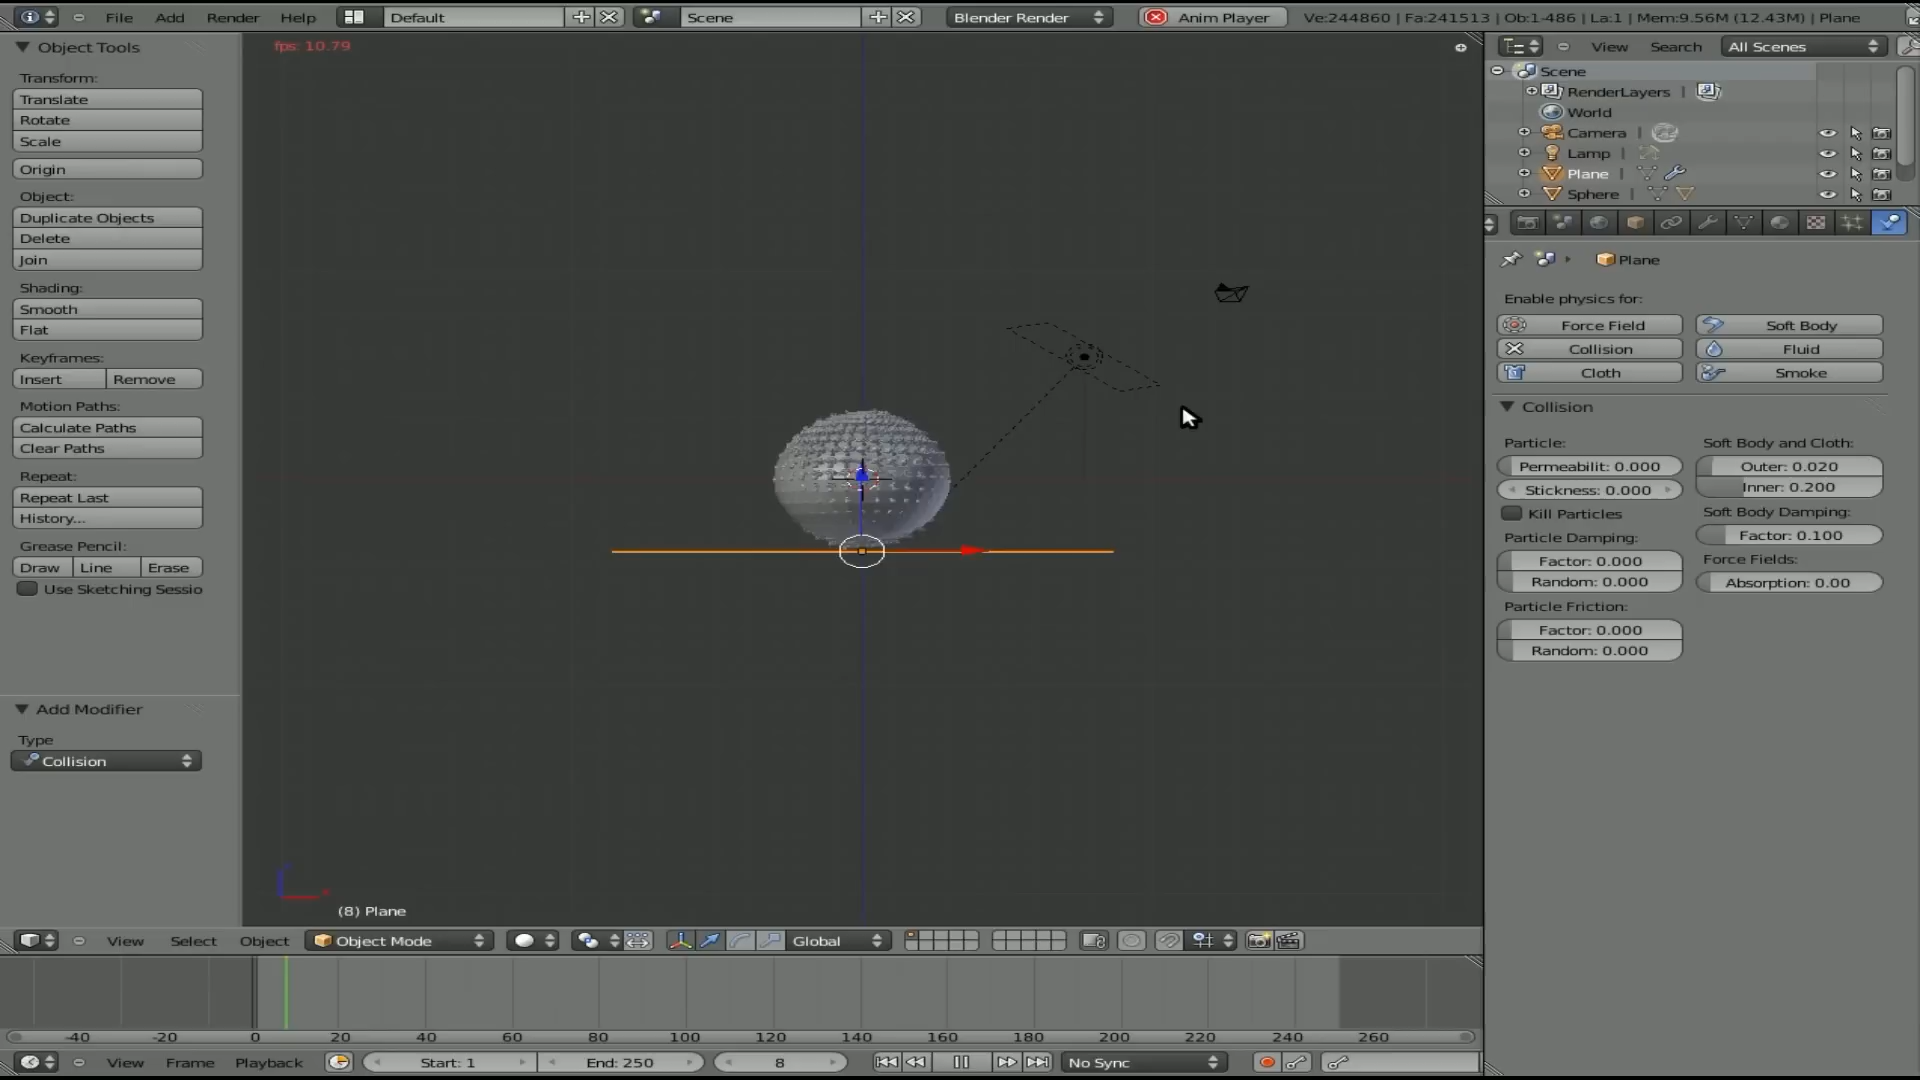 File Add Render Help Default Scene Blender Render Anim Player Ve:244860 | Fa:241513 | Ob:1-486 | La:1 | Mem:9.56M (12.43M) | Plane
Object Tools
Transform:
Translate
Rotate
Scale
Origin
Object:
Duplicate Objects
Delete
Join
Shading:
Smooth
Flat
Keyframes:
Insert Remove
Motion Paths:
Calculate Paths
Clear Paths
Repeat:
Repeat Last
History...
Grease Pencil:
Draw Line Erase
Use Sketching Sessio
Add Modifier
Type
Collision
fps: 10.79
(8) Plane
View Search All Scenes
Scene
RenderLayers |
World
Camera |
Lamp |
Plane |
Sphere |
Plane
Enable physics for:
Force Field Soft Body
Collision Fluid
Cloth Smoke
Collision
Particle: Soft Body and Cloth:
Permeabilit: 0.000 Outer: 0.020
Stickness: 0.000 Inner: 0.200
Kill Particles Soft Body Damping:
Particle Damping: Factor: 0.100
Factor: 0.000 Force Fields:
Random: 0.000 Absorption: 0.00
Particle Friction:
Factor: 0.000
Random: 0.000
View Select Object Object Mode Global
-40 -20 0 20 40 60 80 100 120 140 160 180 200 220 240 260
View Frame Playback Start: 1 End: 250 8 No Sync